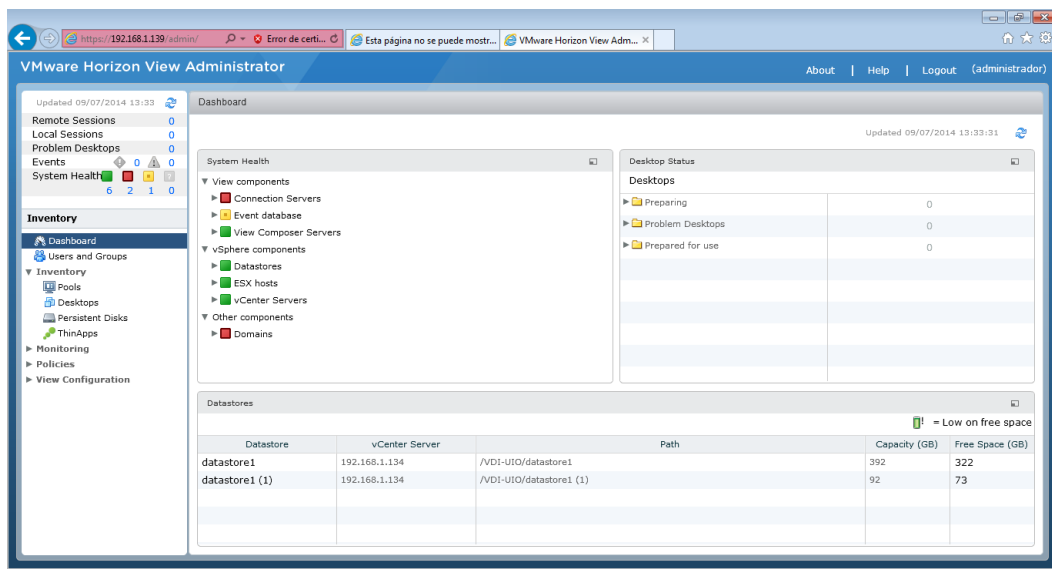 https://192.168.1.139/admin/ Error de certi... Esta página no se puede mostr... VMware Horizon View Adm...
VMware Horizon View Administrator
About | Help | Logout (administrador)
Updated 09/07/2014 13:33
Remote Sessions 0
Local Sessions 0
Problem Desktops 0
Events 0 0
System Health
6 2 1 0
Inventory
Dashboard
Users and Groups
Inventory
Pools
Desktops
Persistent Disks
ThinApps
Monitoring
Policies
View Configuration
Dashboard
Updated 09/07/2014 13:33:31
System Health
View components
Connection Servers
Event database
View Composer Servers
vSphere components
Datastores
ESX hosts
vCenter Servers
Other components
Domains
Desktop Status
Desktops
Preparing 0
Problem Desktops 0
Prepared for use 0
Datastores
! = Low on free space
Datastore vCenter Server Path Capacity (GB) Free Space (GB)
datastore1 192.168.1.134 /VDI-UIO/datastore1 392 322
datastore1 (1) 192.168.1.134 /VDI-UIO/datastore1 (1) 92 73